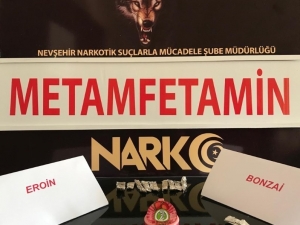 NEVŞEHİR NARKOTİK SUÇLARLA MÜCADELE ŞUBE MÜDÜRLÜĞÜ
METAMFETAMİN
NARKO
EROİN
BONZAİ